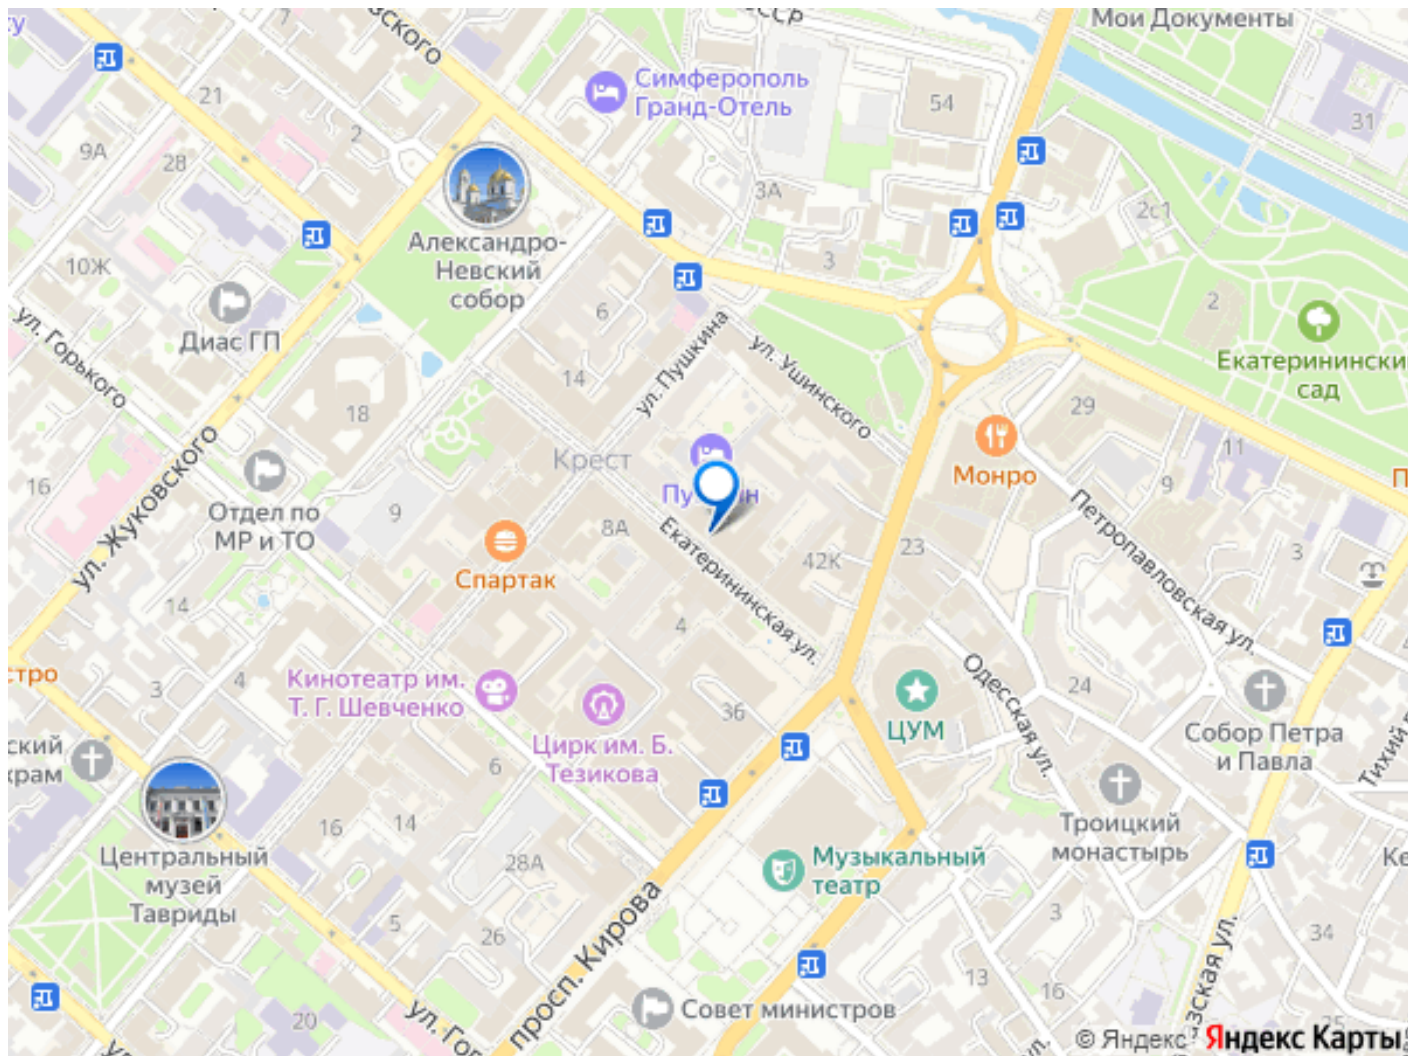 СССР
Мои Документы
Симферополь
Гранд-Отель
54
31
21
2
9А
28
3А
2с1
Александро-
Невский
собор
10Ж
3
6
2
Диас ГП
ул. Горького
ул. Пушкина
ул. Ушинского
Екатерининский
сад
14
18
29
Крест
Монро
11
16
ул. Жуковского
9
Отдел по
МР и ТО
8А
9
Петропавловская ул.
Спартак
Екатерининская ул.
42К
23
3
14
4
Кинотеатр им.
Т. Г. Шевченко
3
4
36
Одесская ул.
24
ЦУМ
Собор Петра
и Павла
Тихий
Цирк им. Б.
Тезикова
6
Троицкий
монастырь
Центральный
музей
Тавриды
16
14
28А
Музыкальный
театр
просп. Кирова
5
26
3
34
13
16
20
Совет министров
© Яндекс
Яндекс Карты